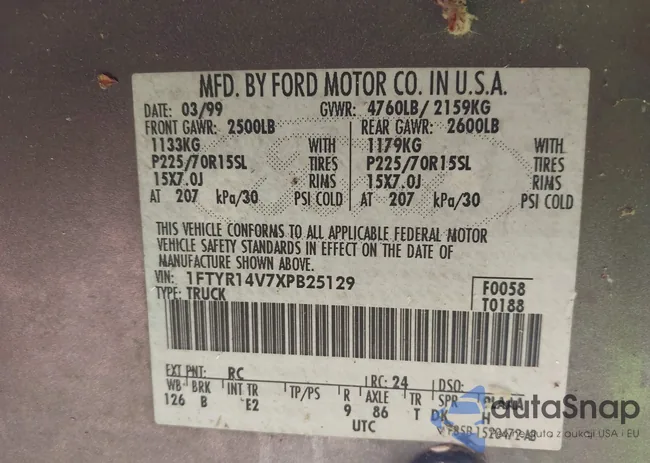 MFD. BY FORD MOTOR CO. IN U.S.A.
DATE: 03/99 GVWR: 4760LB/ 2159KG
FRONT GAWR: 2500LB REAR GAWR: 2600LB
1133KG WITH 1179KG WITH
P225/70R15SL TIRES P225/70R15SL TIRES
15X7.0J RIMS 15X7.0J RIMS
AT 207 kPa/30 PSI COLD AT 207 kPa/30 PSI COLD
THIS VEHICLE CONFORMS TO ALL APPLICABLE FEDERAL MOTOR
VEHICLE SAFETY STANDARDS IN EFFECT ON THE DATE OF
MANUFACTURE SHOWN ABOVE.
VIN: 1FTYR14V7XPB25129 F0058
TYPE: TRUCK T0188
EXT PNT: RC RC: 24 DSO:
WB BRK INT TR TP/PS R AXLE TR SPR
126 B E2 9 86 T DK H
UTC
autoSnap